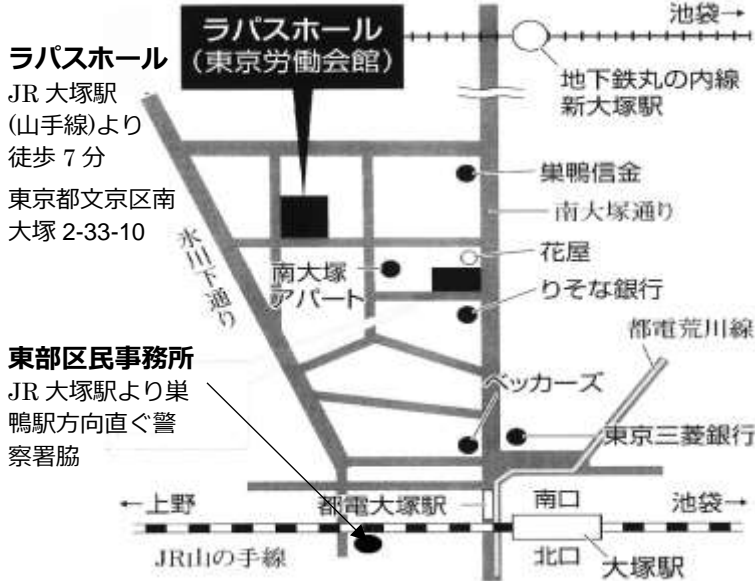 ラパスホール
(東京労働会館)
池袋→
ラパスホール
JR 大塚駅
(山手線)より
徒歩 7 分
東京都文京区南
大塚 2-33-10
地下鉄丸の内線
新大塚駅
巣鴨信金
南大塚通り
氷川下通り
花屋
南大塚
アパート
りそな銀行
都電荒川線
東部区民事務所
JR 大塚駅より巣
鴨駅方向直ぐ警
察署脇
ベッカーズ
東京三菱銀行
←上野
都電大塚駅
南口
池袋→
JR山の手線
北口
大塚駅